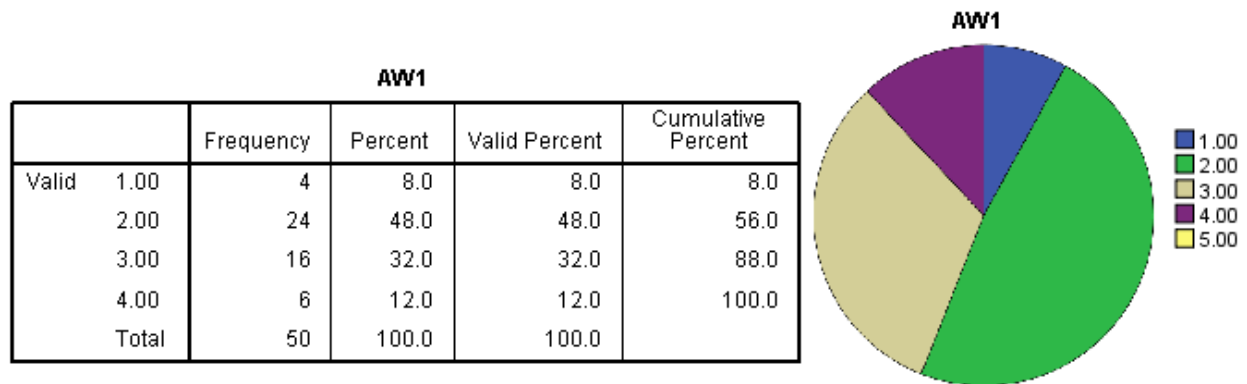 AW1
Frequency Percent Valid Percent Cumulative Percent
Valid 1.00 4 8.0 8.0 8.0
2.00 24 48.0 48.0 56.0
3.00 16 32.0 32.0 88.0
4.00 6 12.0 12.0 100.0
Total 50 100.0 100.0
AW1
1.00
2.00
3.00
4.00
5.00